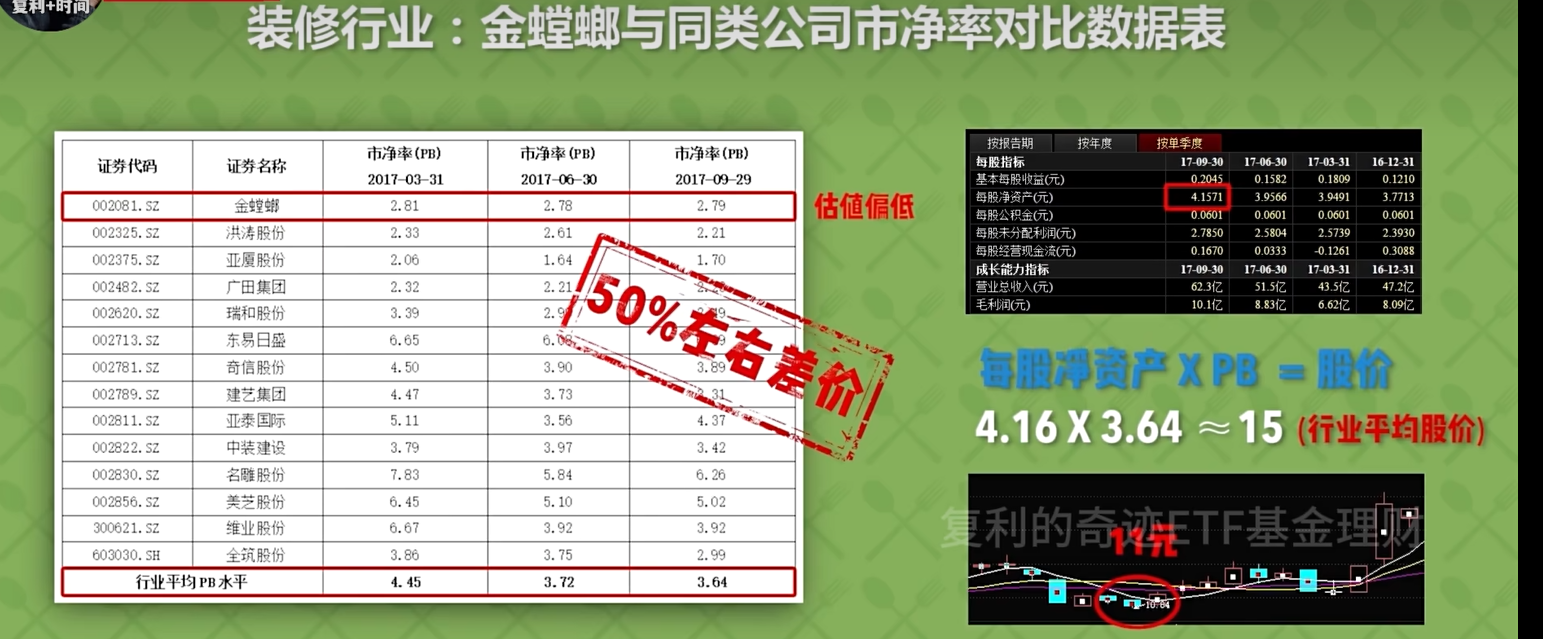 复利+时间
装修行业：金螳螂与同类公司市净率对比数据表
证券代码 证券名称 市净率(PB) 2017-03-31 市净率(PB) 2017-06-30 市净率(PB) 2017-09-29
002081.SZ 金螳螂 2.81 2.78 2.79
002325.SZ 洪涛股份 2.33 2.61 2.21
002375.SZ 亚厦股份 2.06 1.64 1.70
002482.SZ 广田集团 2.32 2.21
002620.SZ 瑞和股份 3.39
002713.SZ 东易日盛 6.65
002781.SZ 奇信股份 4.50 3.90 3.89
002789.SZ 建艺集团 4.47 3.73
002811.SZ 亚泰国际 5.11 3.56 4.37
002822.SZ 中装建设 3.79 3.97 3.42
002830.SZ 名雕股份 7.83 5.84 6.26
002856.SZ 美芝股份 6.45 5.10 5.02
300621.SZ 维业股份 6.67 3.92 3.92
603030.SH 全筑股份 3.86 3.75 2.99
行业平均PB水平 4.45 3.72 3.64
估值偏低
50%左右差价
按报告期 按年度 按单季度
每股指标 17-09-30 17-06-30 17-03-31 16-12-31
基本每股收益(元) 0.2045 0.1582 0.1809 0.1210
每股净资产(元) 4.1571 3.9566 3.9491 3.7713
每股公积金(元) 0.0601 0.0601 0.0601 0.0601
每股未分配利润(元) 2.7850 2.5804 2.5739 2.3930
每股经营现金流(元) 0.1670 0.0333 -0.1261 0.3088
成长能力指标 17-09-30 17-06-30 17-03-31 16-12-31
营业总收入(元) 62.3亿 51.5亿 43.5亿 47.2亿
毛利润(元) 10.1亿 8.83亿 6.62亿 8.09亿
每股净资产 X PB = 股价
4.16 X 3.64 ≈ 15 (行业平均股价)
复利的奇迹ETF基金理财
11元
10.64